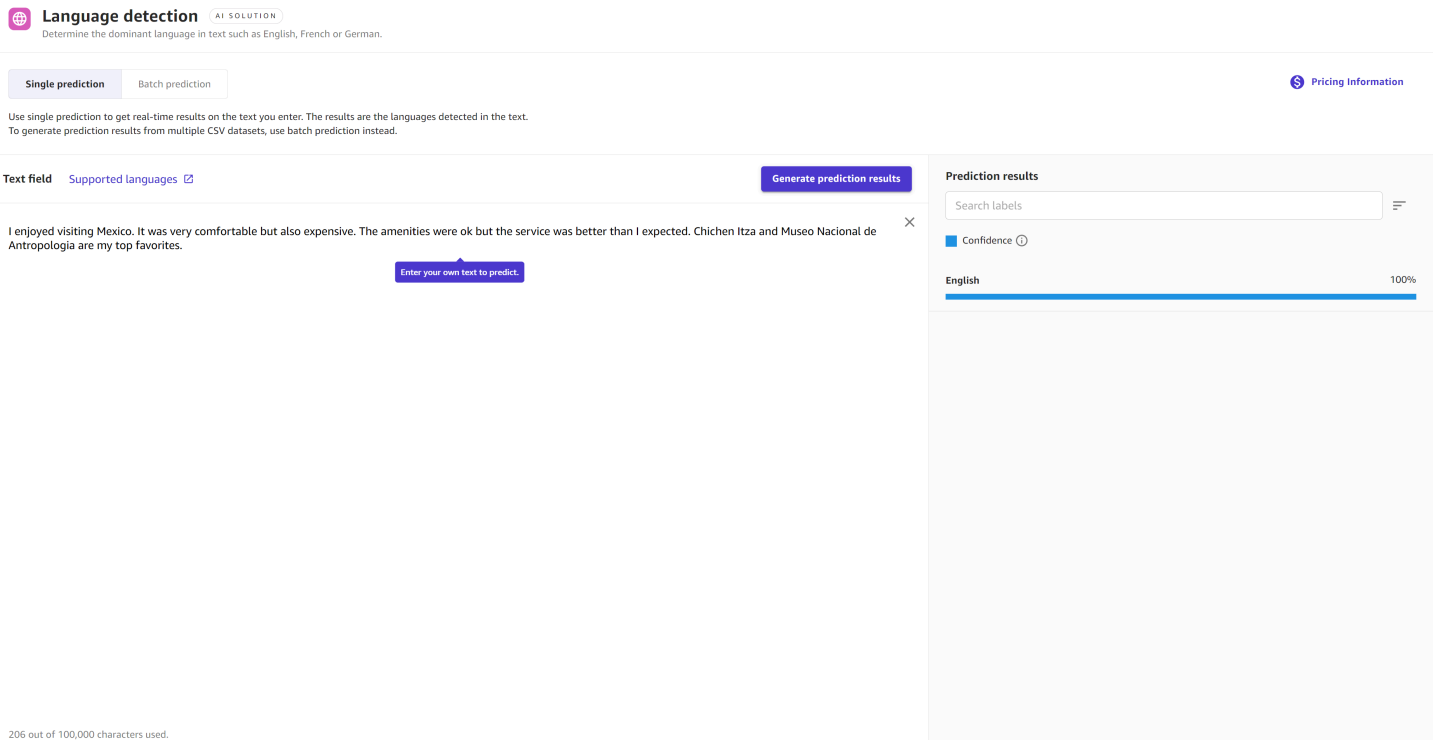 Language detection AI SOLUTION
Determine the dominant language in text such as English, French or German.
Single prediction Batch prediction
Pricing Information
Use single prediction to get real-time results on the text you enter. The results are the languages detected in the text.
To generate prediction results from multiple CSV datasets, use batch prediction instead.
Text field Supported languages Generate prediction results
I enjoyed visiting Mexico. It was very comfortable but also expensive. The amenities were ok but the service was better than I expected. Chichen Itza and Museo Nacional de
Antropologia are my top favorites.
Enter your own text to predict.
206 out of 100,000 characters used.
Prediction results
Search labels
Confidence
English 100%